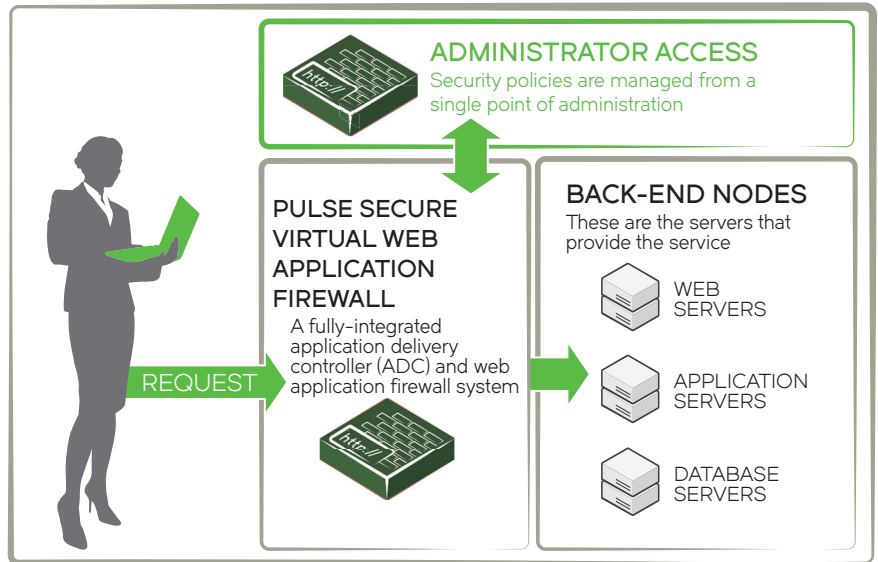 http://
ADMINISTRATOR ACCESS
Security policies are managed from a
single point of administration
REQUEST
PULSE SECURE
VIRTUAL WEB
APPLICATION
FIREWALL
A fully-integrated
application delivery
controller (ADC) and web
application firewall system
http://
BACK-END NODES
These are the servers that
provide the service
WEB
SERVERS
APPLICATION
SERVERS
DATABASE
SERVERS